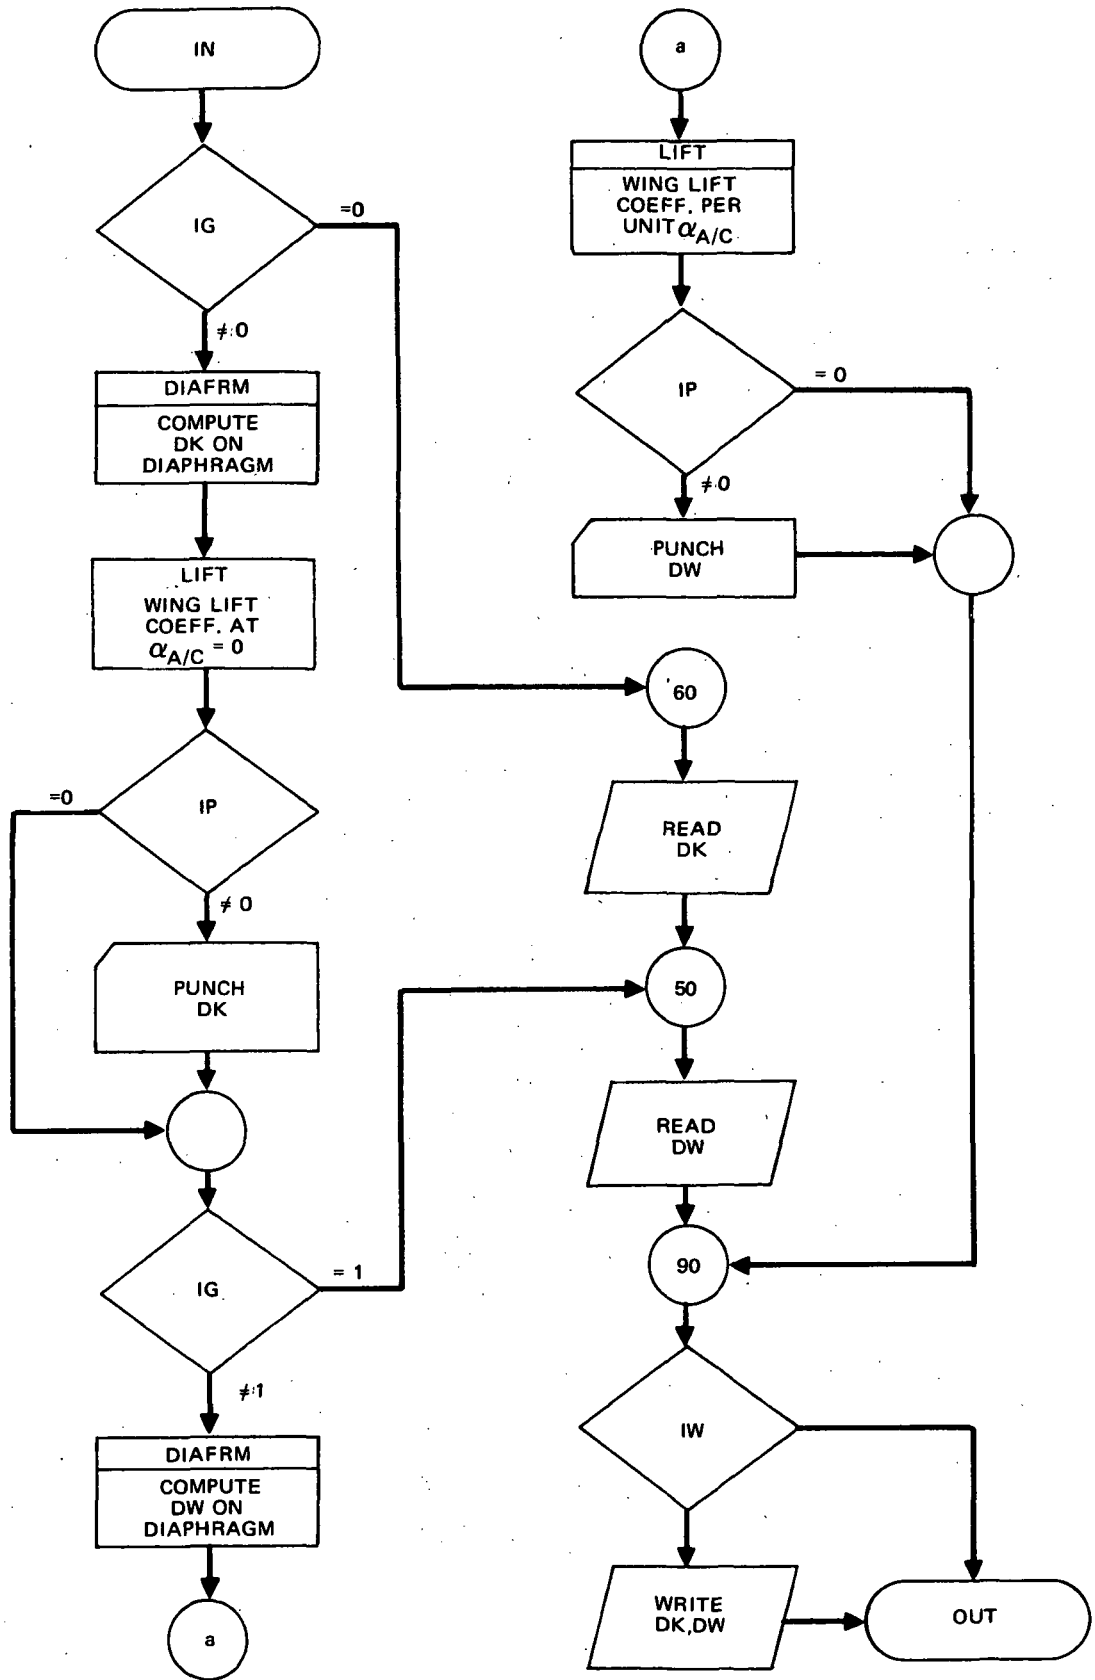 IN
IG
=0
≠0
DIAFRM
COMPUTE
DK ON
DIAPHRAGM
LIFT
WING LIFT
COEFF. AT
α A/C = 0
IP
=0
≠ 0
PUNCH
DK
IG
= 1
≠1
DIAFRM
COMPUTE
DW ON
DIAPHRAGM
a
a
LIFT
WING LIFT
COEFF. PER
UNIT α A/C
IP
= 0
≠0
PUNCH
DW
60
READ
DK
50
READ
DW
90
IW
WRITE
DK,DW
OUT